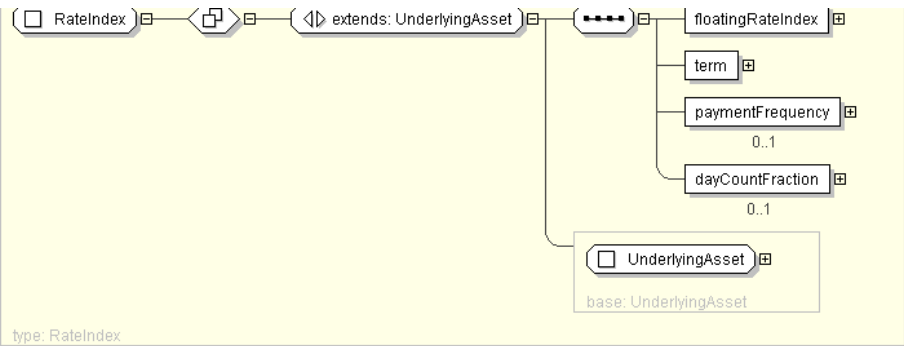 RateIndex
extends: UnderlyingAsset
floatingRateIndex
term
paymentFrequency
0..1
dayCountFraction
0..1
UnderlyingAsset
base: UnderlyingAsset
type: RateIndex